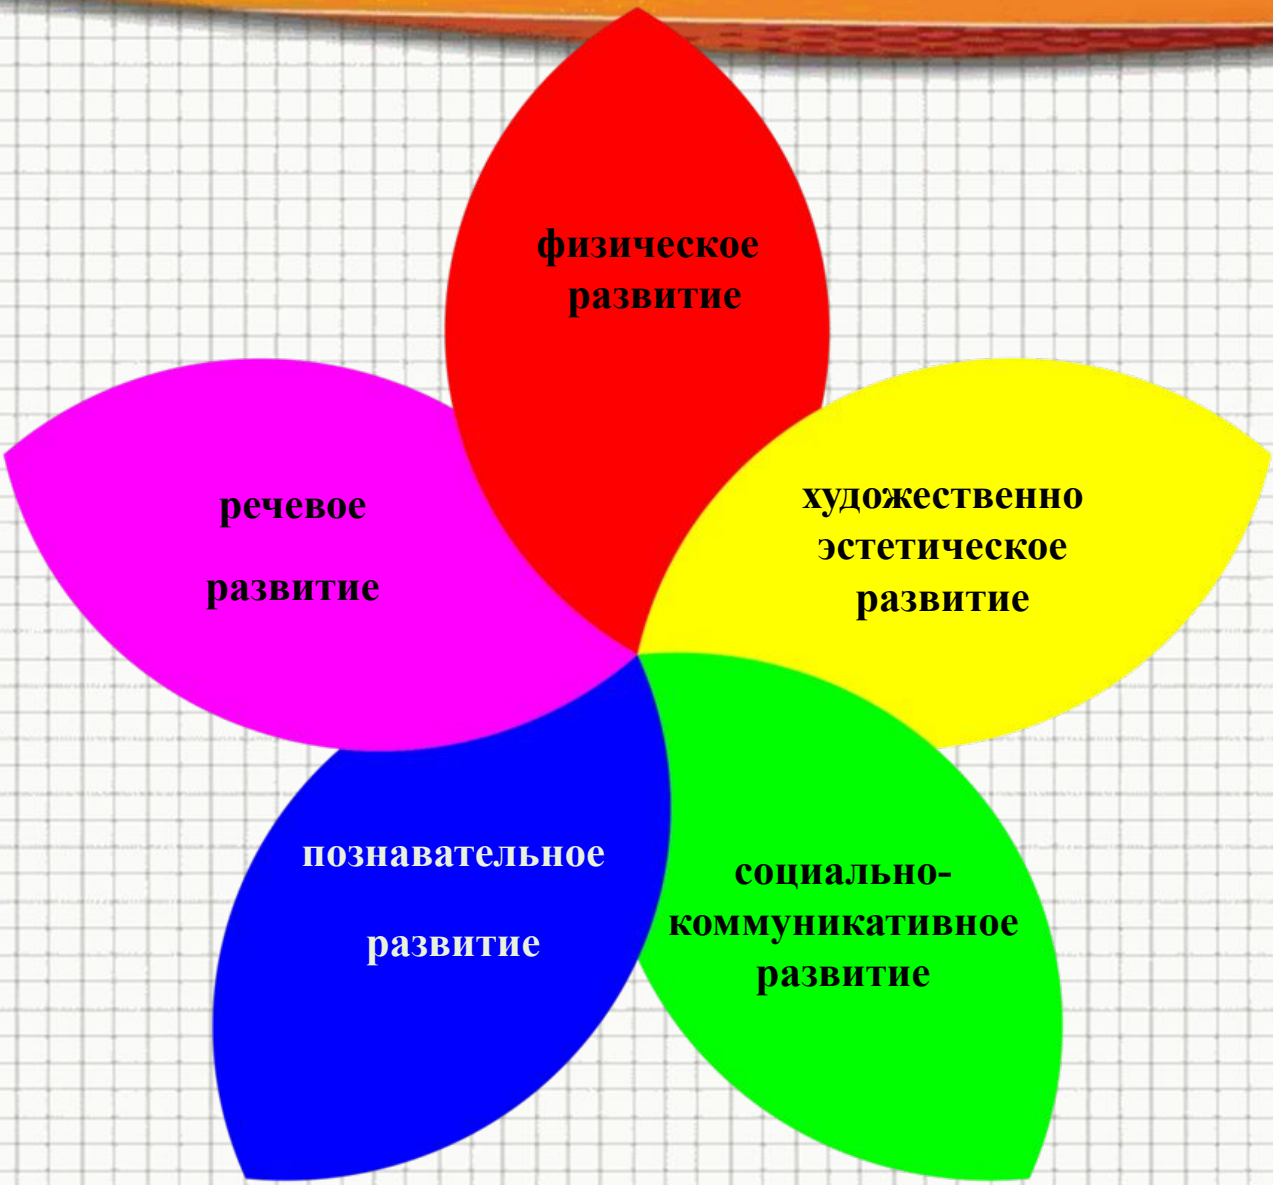 физическое
развитие
речевое
развитие
художественно
эстетическое
развитие
познавательное
развитие
социально-
коммуникативное
развитие